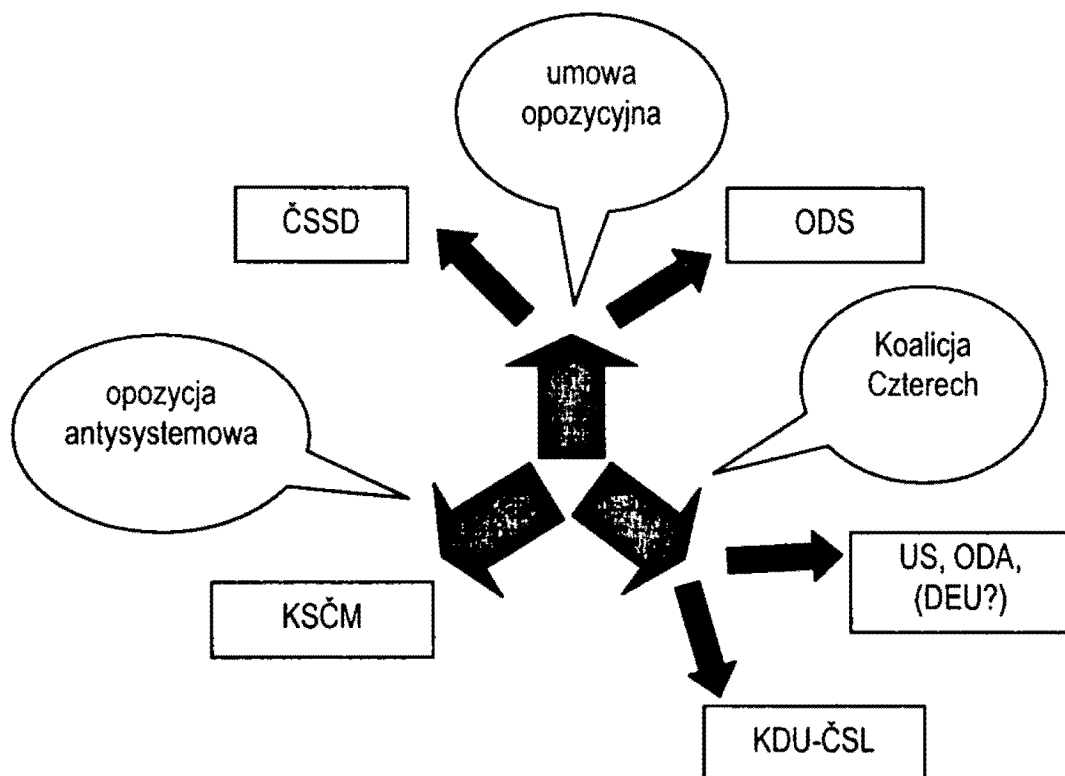 umowa
opozycyjna
ČSSD
ODS
opozycja
antysystemowa
Koalicja
Czterech
KSČM
US, ODA,
(DEU?)
KDU-ČSL